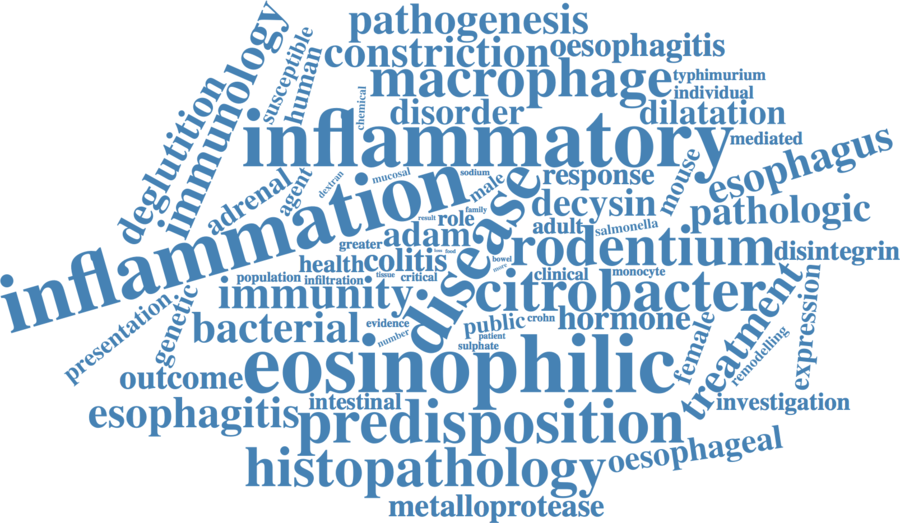 pathogenesis
constriction
oesophagitis
macrophage
typhimurium
individual
disorder
dilatation
chemical
susceptible
human
immunology
deglutition
inflammatory
mediated
esophagus
mouse
response
decysin
pathologic
adrenal
agent
dextran
mucosal
sodium
male
inflammation
disease
family
result
role
adult
salmonella
greater
adam
loss
food
rodentium
disintegrin
health
colitis
bowel
more
population
infiltration
tissue
critical
clinical
monocyte
immunity
citrobacter
treatment
expression
presentation
genetic
bacterial
evidence
number
public
crohn
hormone
patient
sulphate
female
remodelling
outcome
eosinophilic
esophagitis
intestinal
predisposition
investigation
histopathology
oesophageal
metalloprotease